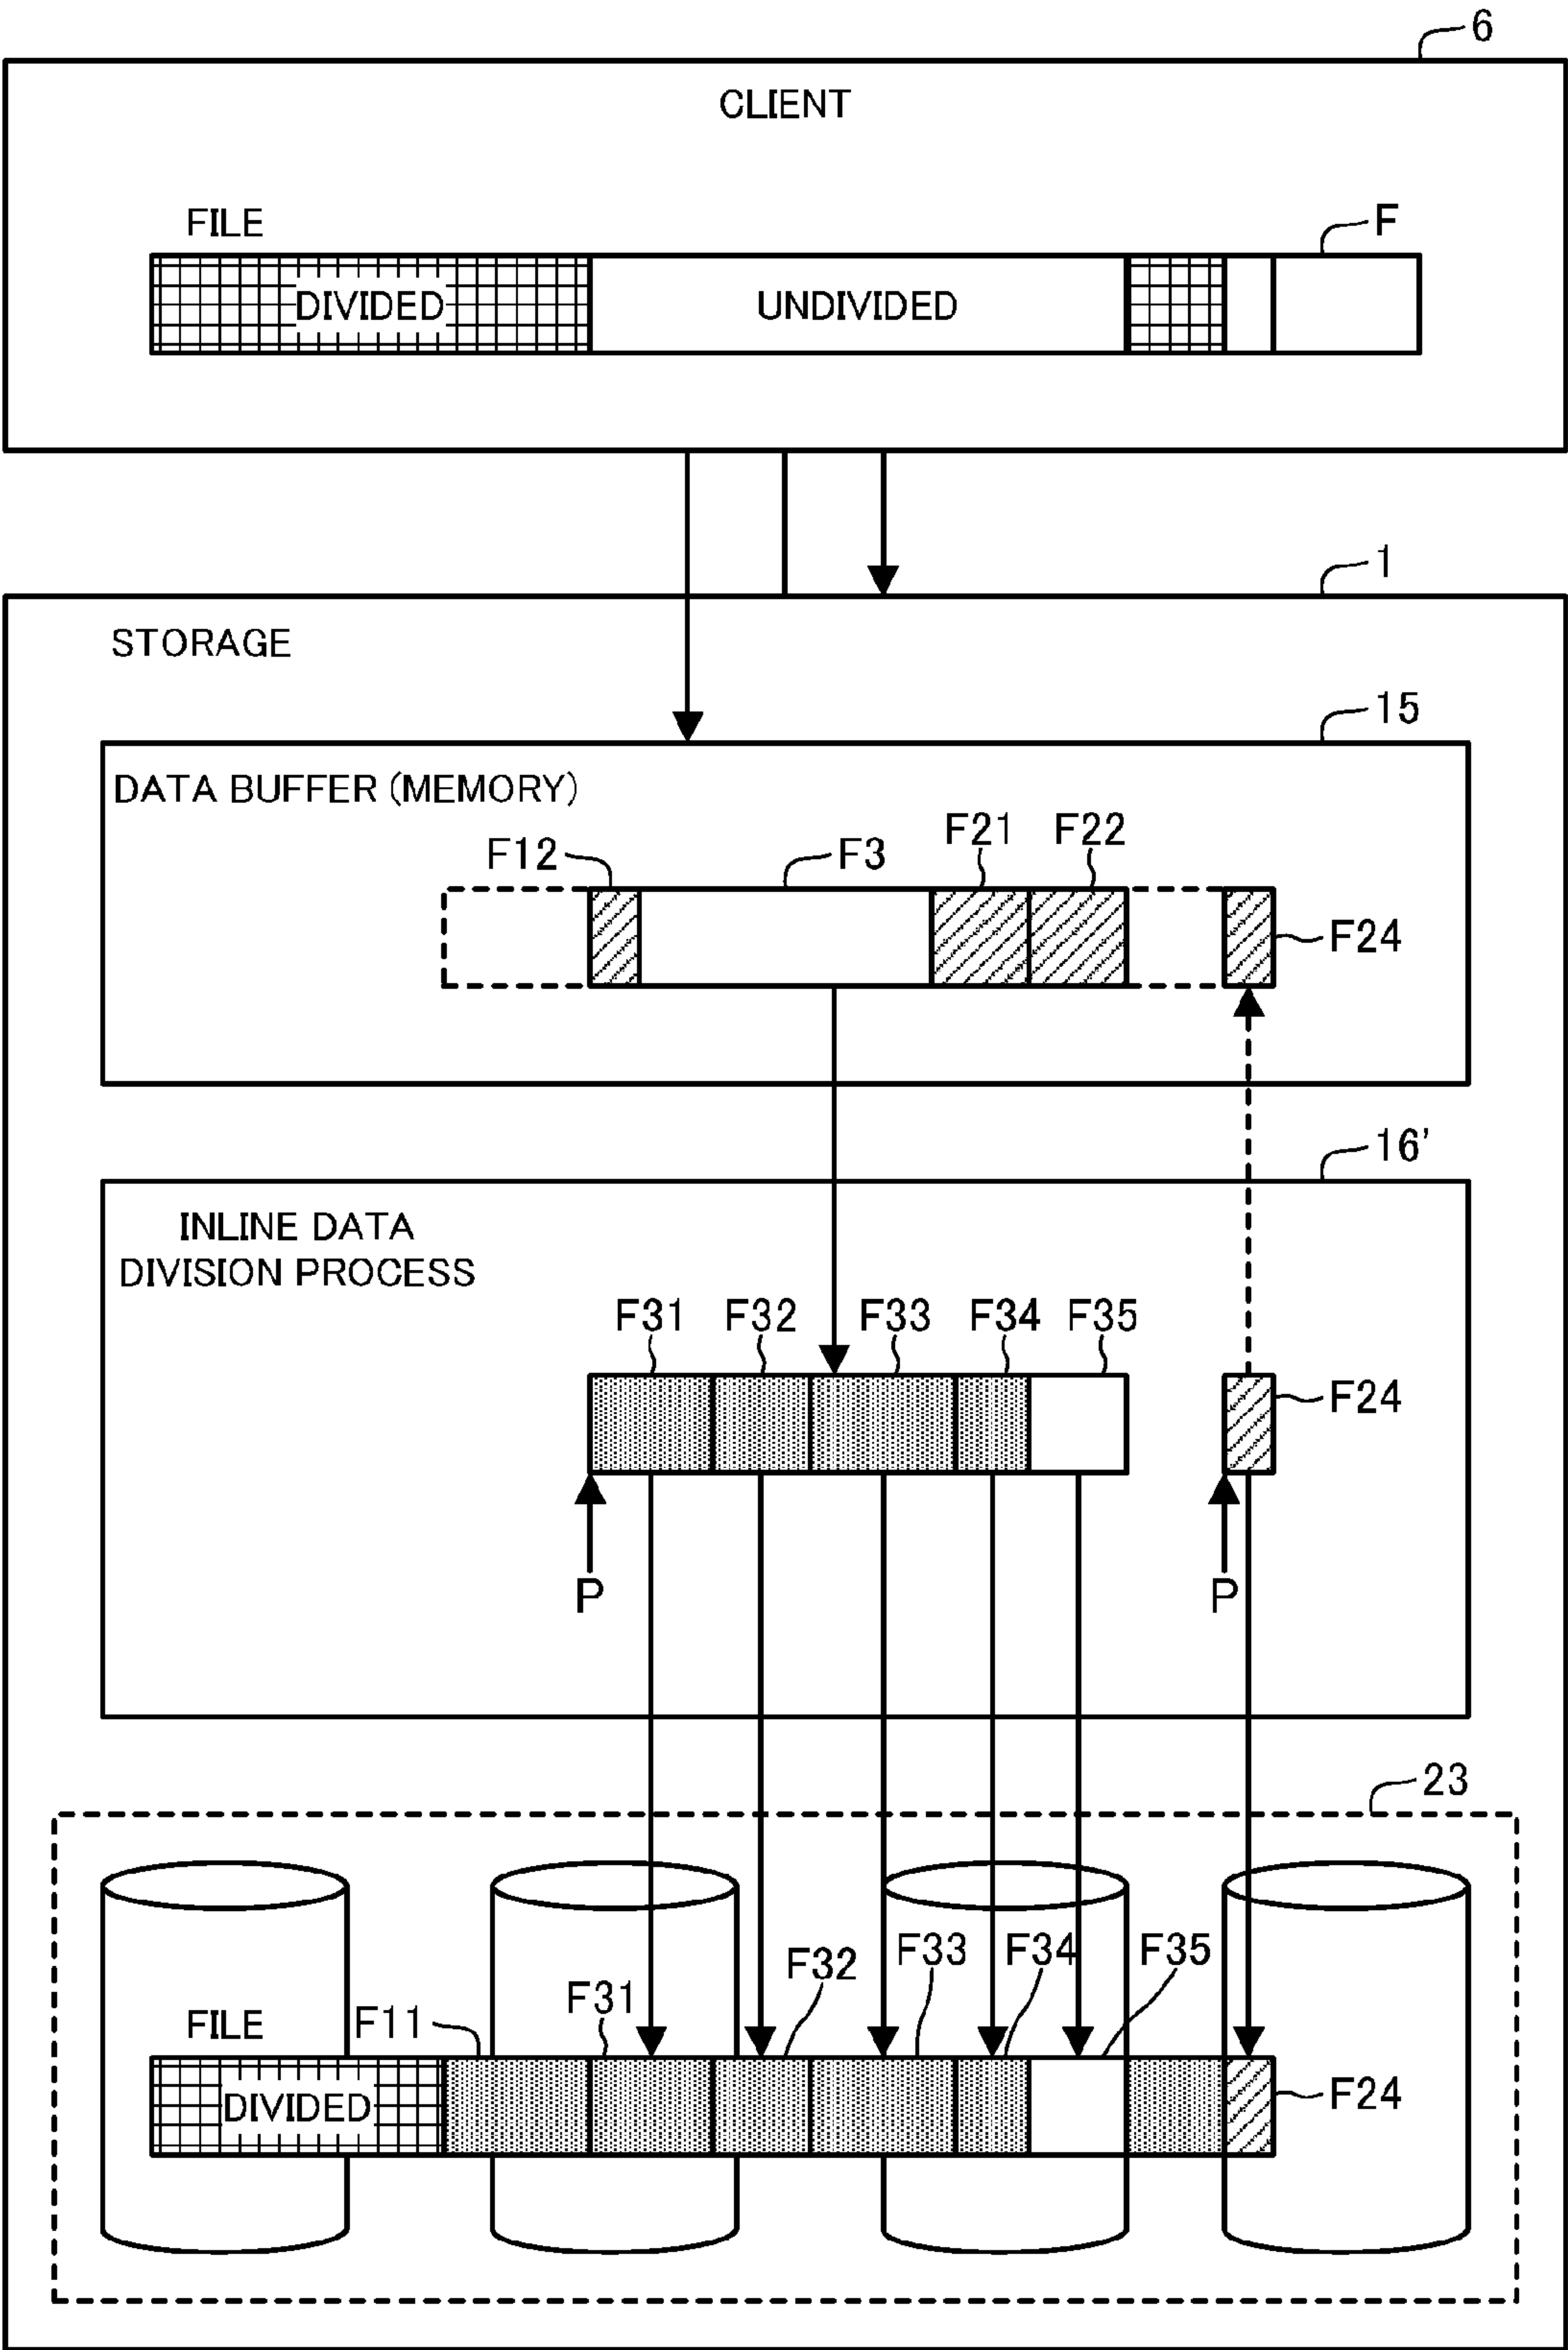 6
CLIENT
FILE
F
DIVIDED
UNDIVIDED
1
STORAGE
15
DATA BUFFER (MEMORY)
F12
F3
F21
F22
F24
16'
INLINE DATA
DIVISION PROCESS
F31
F32
F33
F34
F35
F24
P
P
23
FILE
F11
F31
F32
F33
F34
F35
DIVIDED
F24